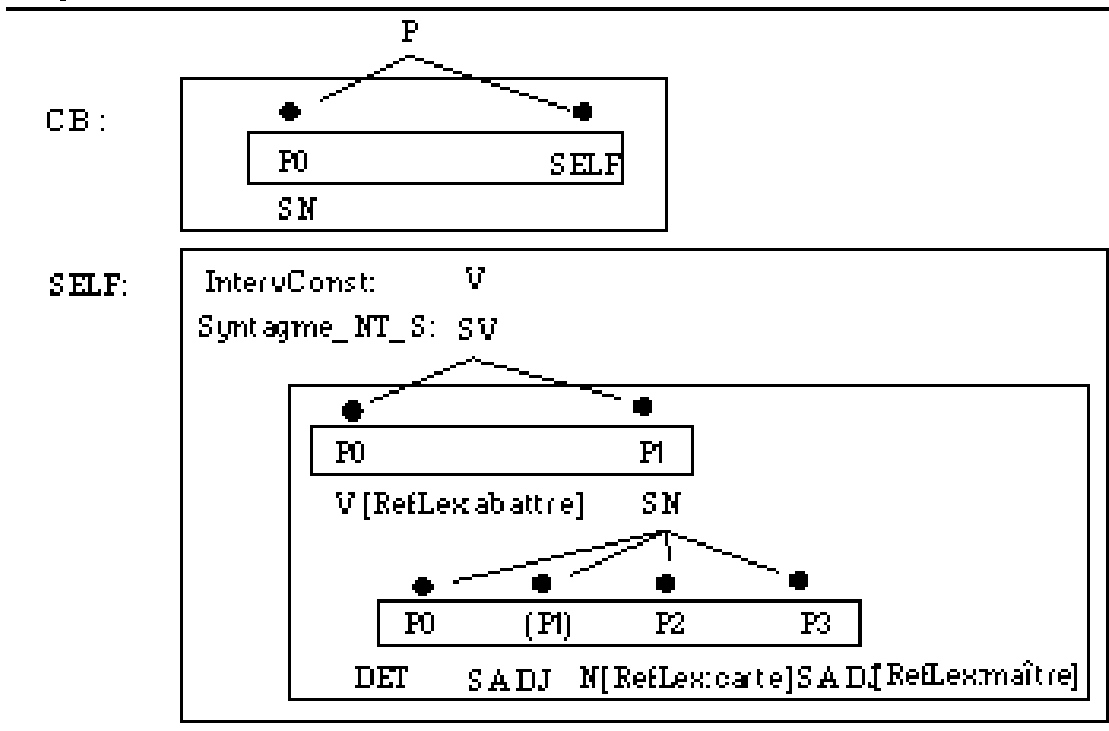 P
CB:
P0 SELF
SN
SELF:
IntervConst: V
Syntagme_NT_S: SV
P0 P1
V [RefLex:abattre] SN
P0 (P1) P2 P3
DET SADJ N[RefLex:carte]SADJ[RefLex:maître]